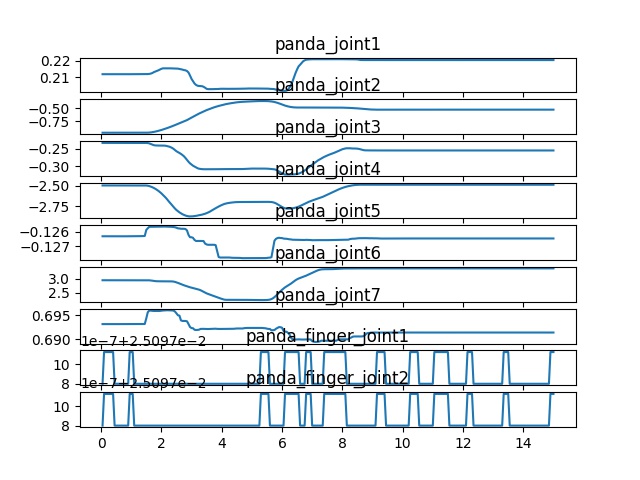 panda_joint1
0.22
0.21
panda_joint2
−0.50
−0.75
panda_joint3
−0.25
−0.30
panda_joint4
−2.50
−2.75
panda_joint5
−0.126
−0.127
panda_joint6
3.0
2.5
panda_joint7
0.695
0.690
1e−7+2.5097e−2
panda_finger_joint1
10
8
1e−7+2.5097e−2
panda_finger_joint2
10
8
0 2 4 6 8 10 12 14